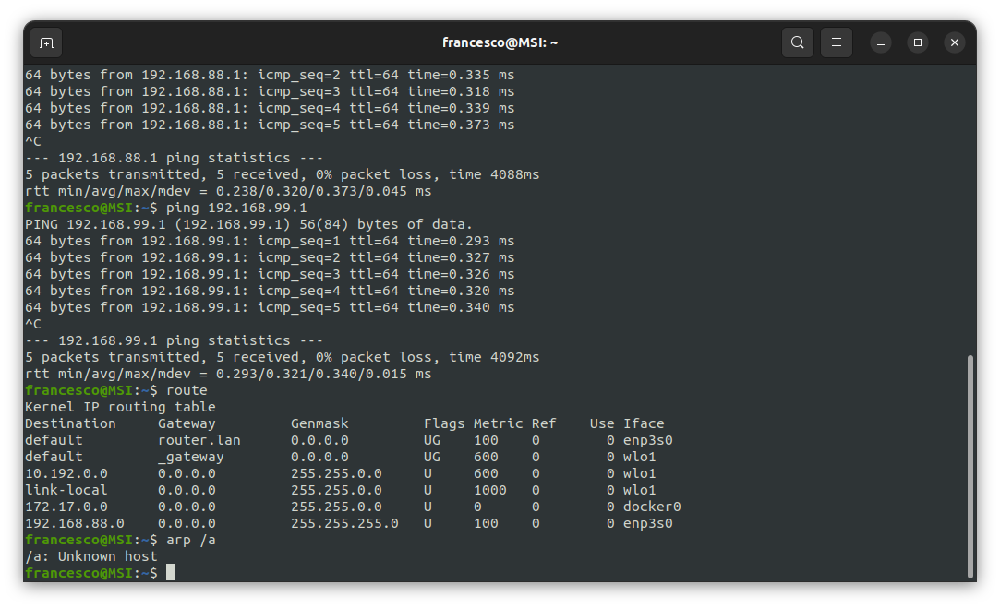 francesco@MSI: ~
64 bytes from 192.168.88.1: icmp_seq=2 ttl=64 time=0.335 ms
64 bytes from 192.168.88.1: icmp_seq=3 ttl=64 time=0.318 ms
64 bytes from 192.168.88.1: icmp_seq=4 ttl=64 time=0.339 ms
64 bytes from 192.168.88.1: icmp_seq=5 ttl=64 time=0.373 ms
^C
--- 192.168.88.1 ping statistics ---
5 packets transmitted, 5 received, 0% packet loss, time 4088ms
rtt min/avg/max/mdev = 0.238/0.320/0.373/0.045 ms
francesco@MSI:~$ ping 192.168.99.1
PING 192.168.99.1 (192.168.99.1) 56(84) bytes of data.
64 bytes from 192.168.99.1: icmp_seq=1 ttl=64 time=0.293 ms
64 bytes from 192.168.99.1: icmp_seq=2 ttl=64 time=0.327 ms
64 bytes from 192.168.99.1: icmp_seq=3 ttl=64 time=0.326 ms
64 bytes from 192.168.99.1: icmp_seq=4 ttl=64 time=0.320 ms
64 bytes from 192.168.99.1: icmp_seq=5 ttl=64 time=0.340 ms
^C
--- 192.168.99.1 ping statistics ---
5 packets transmitted, 5 received, 0% packet loss, time 4092ms
rtt min/avg/max/mdev = 0.293/0.321/0.340/0.015 ms
francesco@MSI:~$ route
Kernel IP routing table
Destination     Gateway         Genmask         Flags Metric Ref    Use Iface
default         router.lan      0.0.0.0         UG    100    0        0 enp3s0
default         _gateway        0.0.0.0         UG    600    0        0 wlo1
10.192.0.0      0.0.0.0         255.255.0.0     U     600    0        0 wlo1
link-local      0.0.0.0         255.255.0.0     U     1000   0        0 wlo1
172.17.0.0      0.0.0.0         255.255.0.0     U     0      0        0 docker0
192.168.88.0    0.0.0.0         255.255.255.0   U     100    0        0 enp3s0
francesco@MSI:~$ arp /a
/a: Unknown host
francesco@MSI:~$